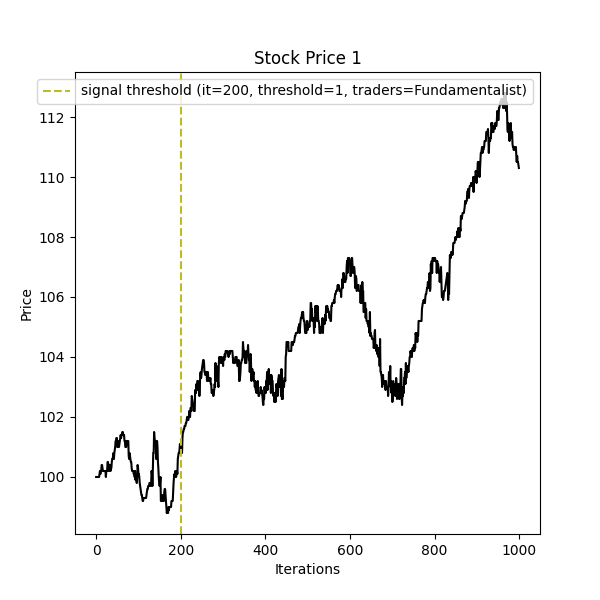 Stock Price 1
signal threshold (it=200, threshold=1, traders=Fundamentalist)
112
110
108
106
104
102
100
Price
0 200 400 600 800 1000
Iterations